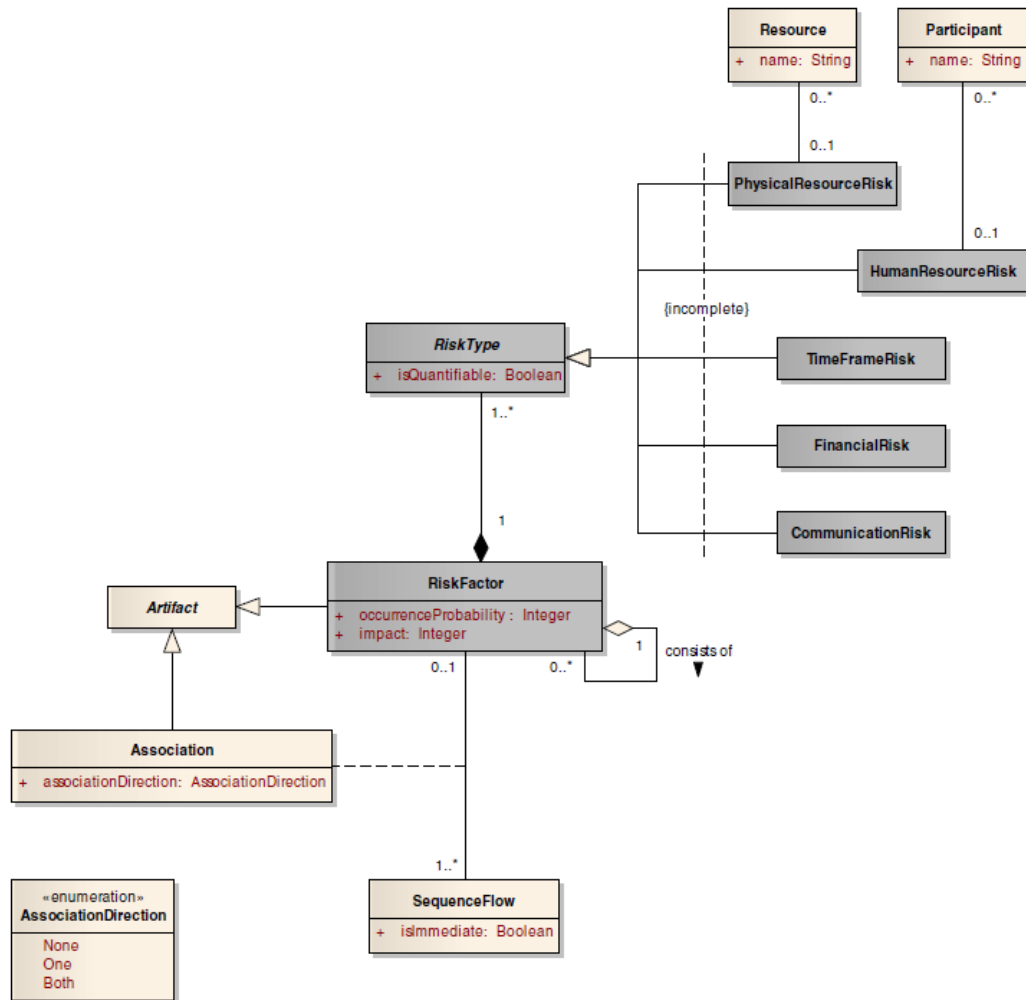 Resource
+ name: String
Participant
+ name: String
0..*
0..*
0..1
PhysicalResourceRisk
0..1
HumanResourceRisk
{incomplete}
RiskType
+ isQuantifiable: Boolean
TimeFrameRisk
1..*
FinancialRisk
1
CommunicationRisk
RiskFactor
+ occurrenceProbability : Integer
+ impact: Integer
Artifact
1
consists of
0..1
0..*
Association
+ associationDirection: AssociationDirection
1..*
«enumeration»
AssociationDirection
None
One
Both
SequenceFlow
+ isImmediate: Boolean